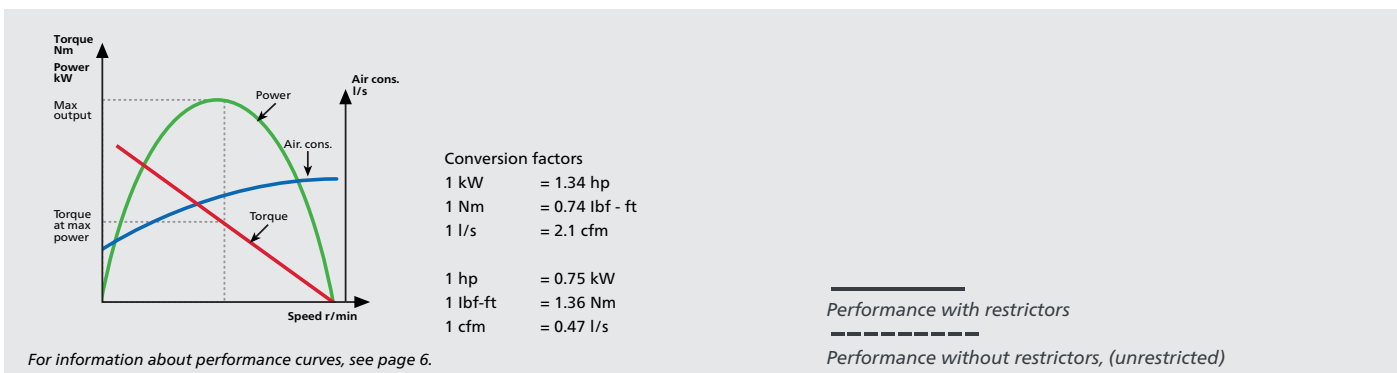 Torque
Nm
Power
kW
Max
output
Torque
at max
power
Power
Air cons.
l/s
Air. cons.
Torque
Speed r/min
For information about performance curves, see page 6.
Conversion factors
1 kW = 1.34 hp
1 Nm = 0.74 Ibf - ft
1 l/s = 2.1 cfm
1 hp = 0.75 kW
1 Ibf-ft = 1.36 Nm
1 cfm = 0.47 l/s
Performance with restrictors
Performance without restrictors, (unrestricted)